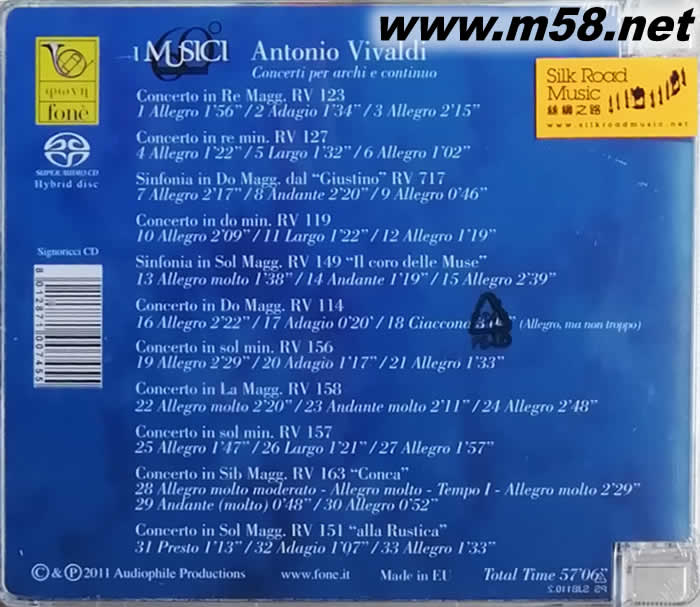 www.m58.net
fonè
fonè
I MUSICI
Antonio Vivaldi
Concerti per archi e continuo
Silk Road
Music
絲綢之路
www.silkroadmusic.net
SUPER AUDIO CD
Hybrid disc
Signoricci CD
8 012871 007455
Concerto in Re Magg. RV 123
1 Allegro 1'56” / 2 Adagio 1'34” / 3 Allegro 2'15”
Concerto in re min. RV 127
4 Allegro 1'22” / 5 Largo 1'32” / 6 Allegro 1'02”
Sinfonia in Do Magg. dal “Giustino” RV 717
7 Allegro 2'17” / 8 Andante 2'20” / 9 Allegro 0'46”
Concerto in do min. RV 119
10 Allegro 2'09” / 11 Largo 1'22” / 12 Allegro 1'19”
Sinfonia in Sol Magg. RV 149 “Il coro delle Muse”
13 Allegro molto 1'38” / 14 Andante 1'19” / 15 Allegro 2'39”
Concerto in Do Magg. RV 114
16 Allegro 2'22” / 17 Adagio 0'20' / 18 Ciaccona (Allegro, ma non troppo)
Concerto in sol min. RV 156
19 Allegro 2'29” / 20 Adagio 1'17” / 21 Allegro 1'33”
Concerto in La Magg. RV 158
22 Allegro molto 2'20” / 23 Andante molto 2'11” / 24 Allegro 2'48”
Concerto in sol min. RV 157
25 Allegro 1'47” / 26 Largo 1'21” / 27 Allegro 1'57”
Concerto in Sib Magg. RV 163 “Conca”
28 Allegro molto moderato - Allegro molto - Tempo I - Allegro molto 2'29”
29 Andante (molto) 0'48” / 30 Allegro 0'52”
Concerto in Sol Magg. RV 151 “alla Rustica”
31 Presto 1'13” / 32 Adagio 1'07” / 33 Allegro 1'33”
© & ℗ 2011 Audiophile Productions www.fone.it Made in EU Total Time 57'06”